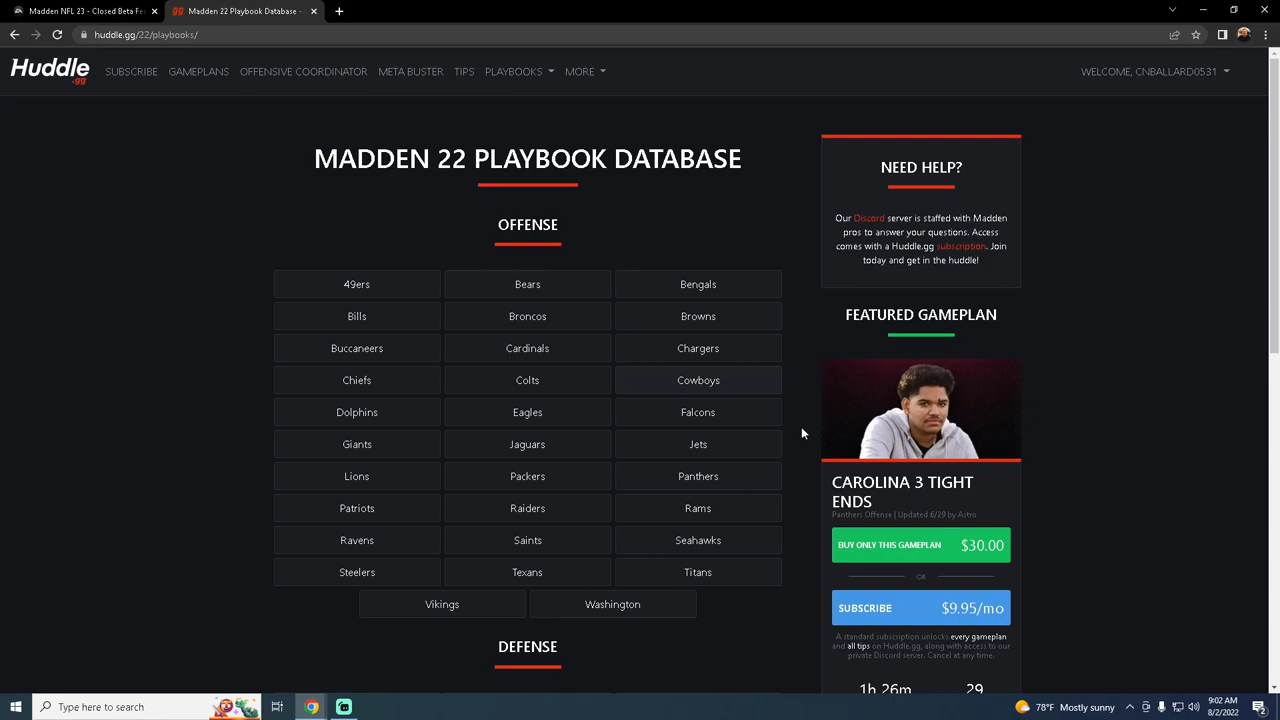 Madden NFL 23 - Closed Beta Fe
Madden 22 Playbook Database -
huddle.gg/22/playbooks/
Huddle .gg
SUBSCRIBE GAMEPLANS OFFENSIVE COORDINATOR META BUSTER TIPS PLAYBOOKS MORE WELCOME, CNBALLARD0531
MADDEN 22 PLAYBOOK DATABASE
OFFENSE
49ers Bears Bengals
Bills Broncos Browns
Buccaneers Cardinals Chargers
Chiefs Colts Cowboys
Dolphins Eagles Falcons
Giants Jaguars Jets
Lions Packers Panthers
Patriots Raiders Rams
Ravens Saints Seahawks
Steelers Texans Titans
Vikings Washington
DEFENSE
NEED HELP?
Our Discord server is staffed with Madden
pros to answer your questions. Access
comes with a Huddle.gg subscription. Join
today and get in the huddle!
FEATURED GAMEPLAN
CAROLINA 3 TIGHT
ENDS
Panthers Offense | Updated 6/29 by Astro
BUY ONLY THIS GAMEPLAN $30.00
OR
SUBSCRIBE $9.95/mo
A standard subscription unlocks every gameplan
and all tips on Huddle.gg, along with access to our
private Discord server. Cancel at any time.
1h 26m 29
Type here to search
78°F Mostly sunny
9:02 AM
8/2/2022